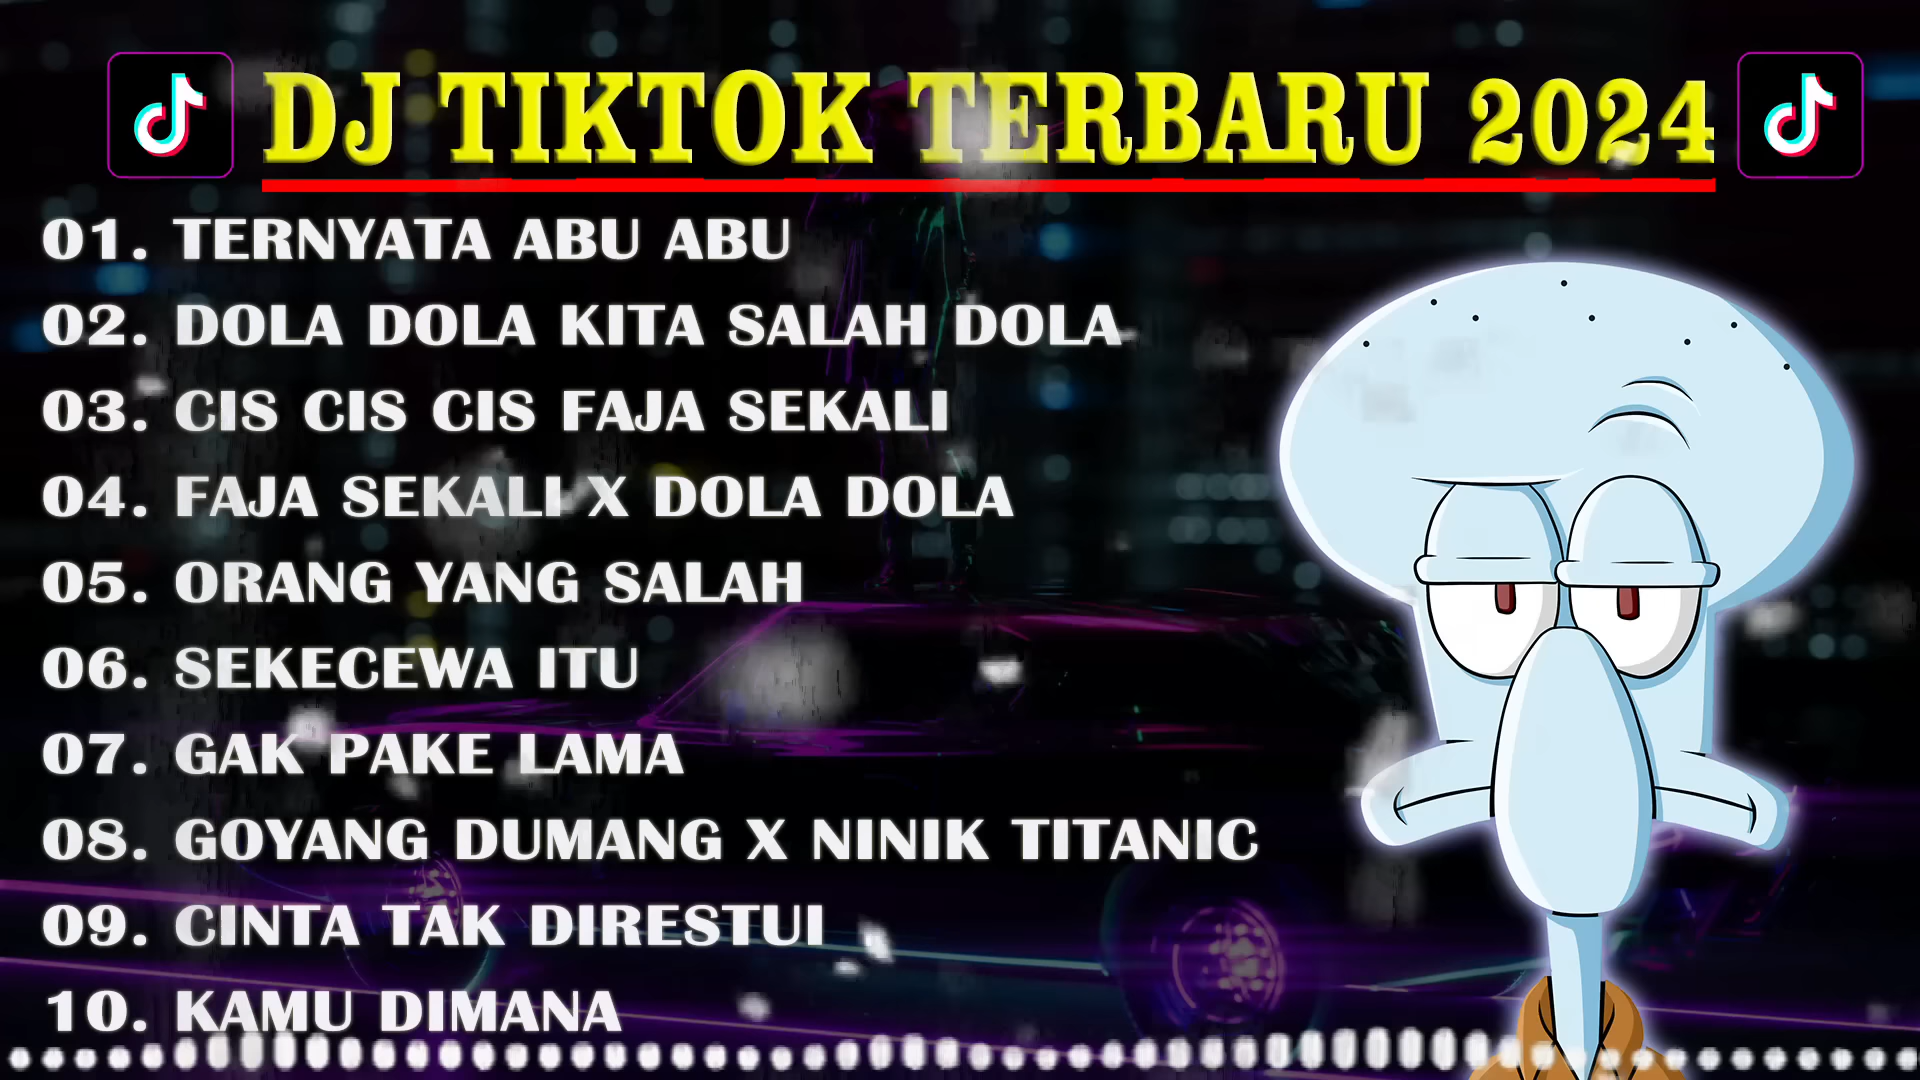 DJ TIKTOK TERBARU 2024
01. TERNYATA ABU ABU
02. DOLA DOLA KITA SALAH DOLA
03. CIS CIS CIS FAJA SEKALI
04. FAJA SEKALI X DOLA DOLA
05. ORANG YANG SALAH
06. SEKECEWA ITU
07. GAK PAKE LAMA
08. GOYANG DUMANG X NINIK TITANIC
09. CINTA TAK DIRESTUI
10. KAMU DIMANA